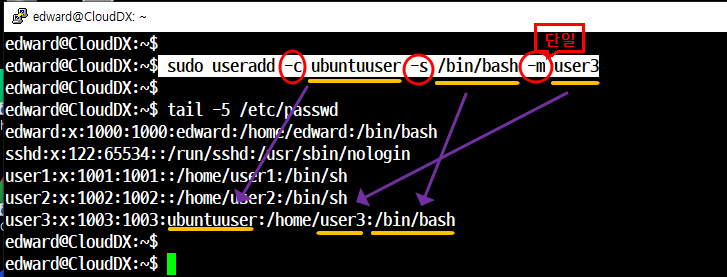 edward@CloudDX: ~
edward@CloudDX:~$
단일
edward@CloudDX:~$ sudo useradd -c ubuntuuser -s /bin/bash -m user3
edward@CloudDX:~$
edward@CloudDX:~$ tail -5 /etc/passwd
edward:x:1000:1000:edward:/home/edward:/bin/bash
sshd:x:122:65534::/run/sshd:/usr/sbin/nologin
user1:x:1001:1001::/home/user1:/bin/sh
user2:x:1002:1002::/home/user2:/bin/sh
user3:x:1003:1003:ubuntuuser:/home/user3:/bin/bash
edward@CloudDX:~$
edward@CloudDX:~$